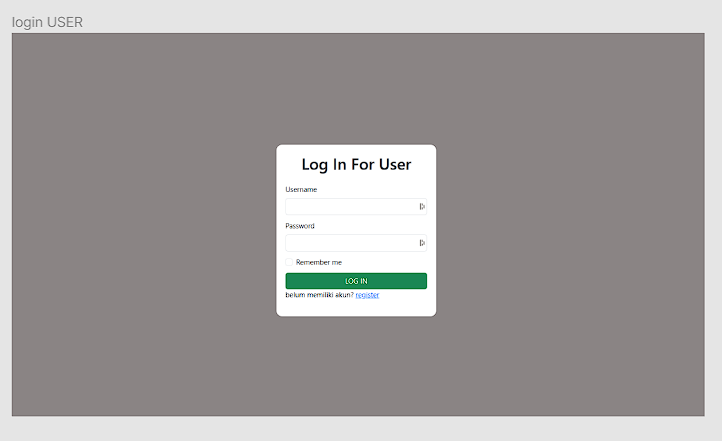 login USER
Log In For User
Username
Password
Remember me
LOG IN
belum memiliki akun? register